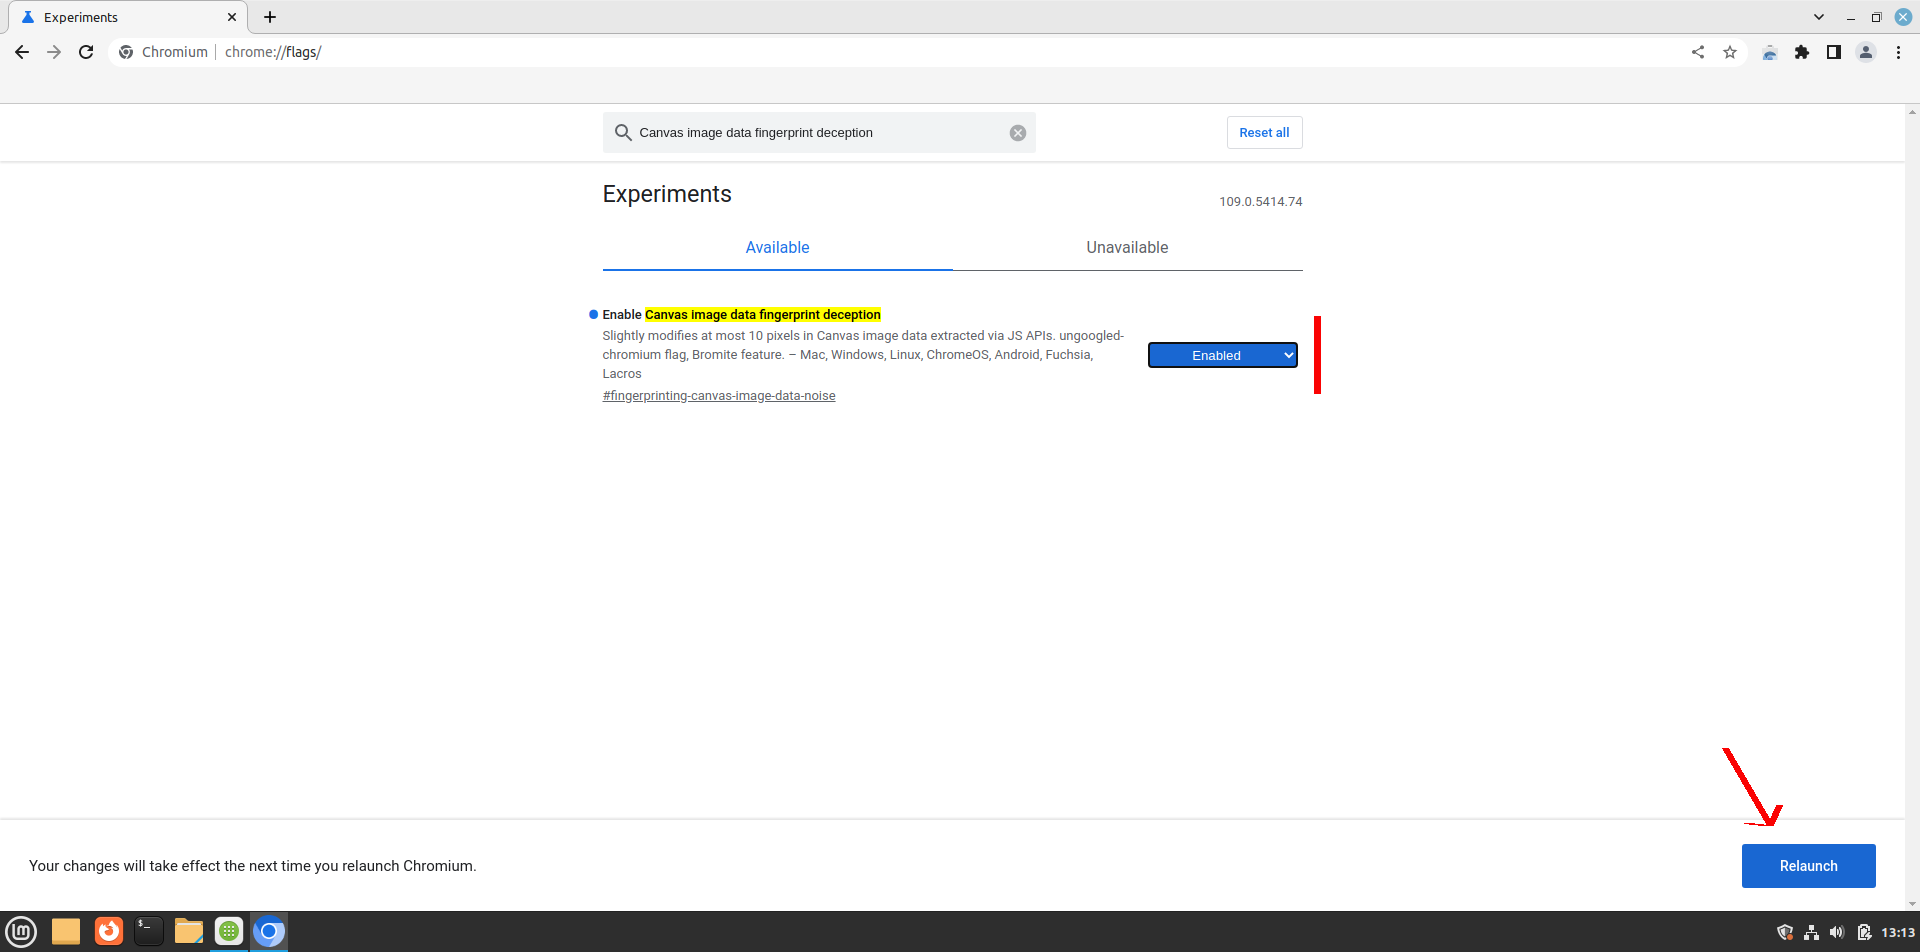 Experiments
Chromium
chrome://flags/
Canvas image data fingerprint deception
Reset all
Experiments
109.0.5414.74
Available
Unavailable
Enable Canvas image data fingerprint deception
Slightly modifies at most 10 pixels in Canvas image data extracted via JS APIs. ungoogled-
chromium flag, Bromite feature. – Mac, Windows, Linux, ChromeOS, Android, Fuchsia,
Lacros
#fingerprinting-canvas-image-data-noise
Enabled
Your changes will take effect the next time you relaunch Chromium.
Relaunch
$_
13:13